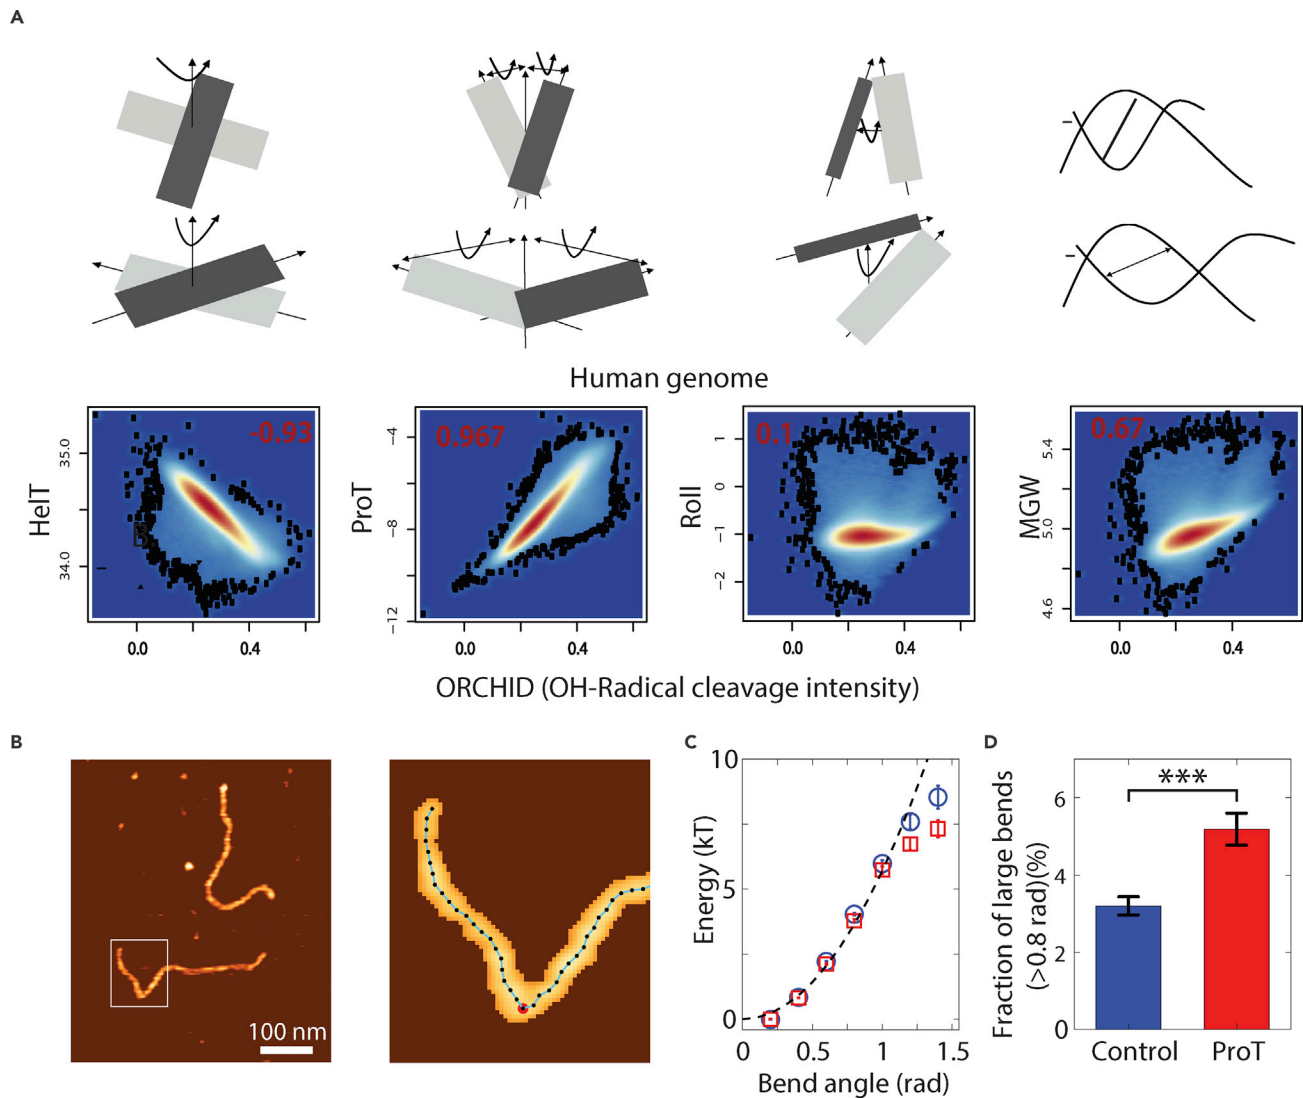 A
Human genome
-0.93
0.967
0.1
0.67
HelT
35.0
34.0
B
0.0 0.4
ProT
−4
−8
−12
0.0 0.4
Roll
1
0
−1
−2
0.0 0.4
MGW
5.4
5.0
4.6
0.0 0.4
ORCHID (OH-Radical cleavage intensity)
B
100 nm
C
Energy (kT)
10
5
0
0 0.5 1 1.5
Bend angle (rad)
D
Fraction of large bends
(>0.8 rad)(%)
6
4
2
0
***
Control ProT